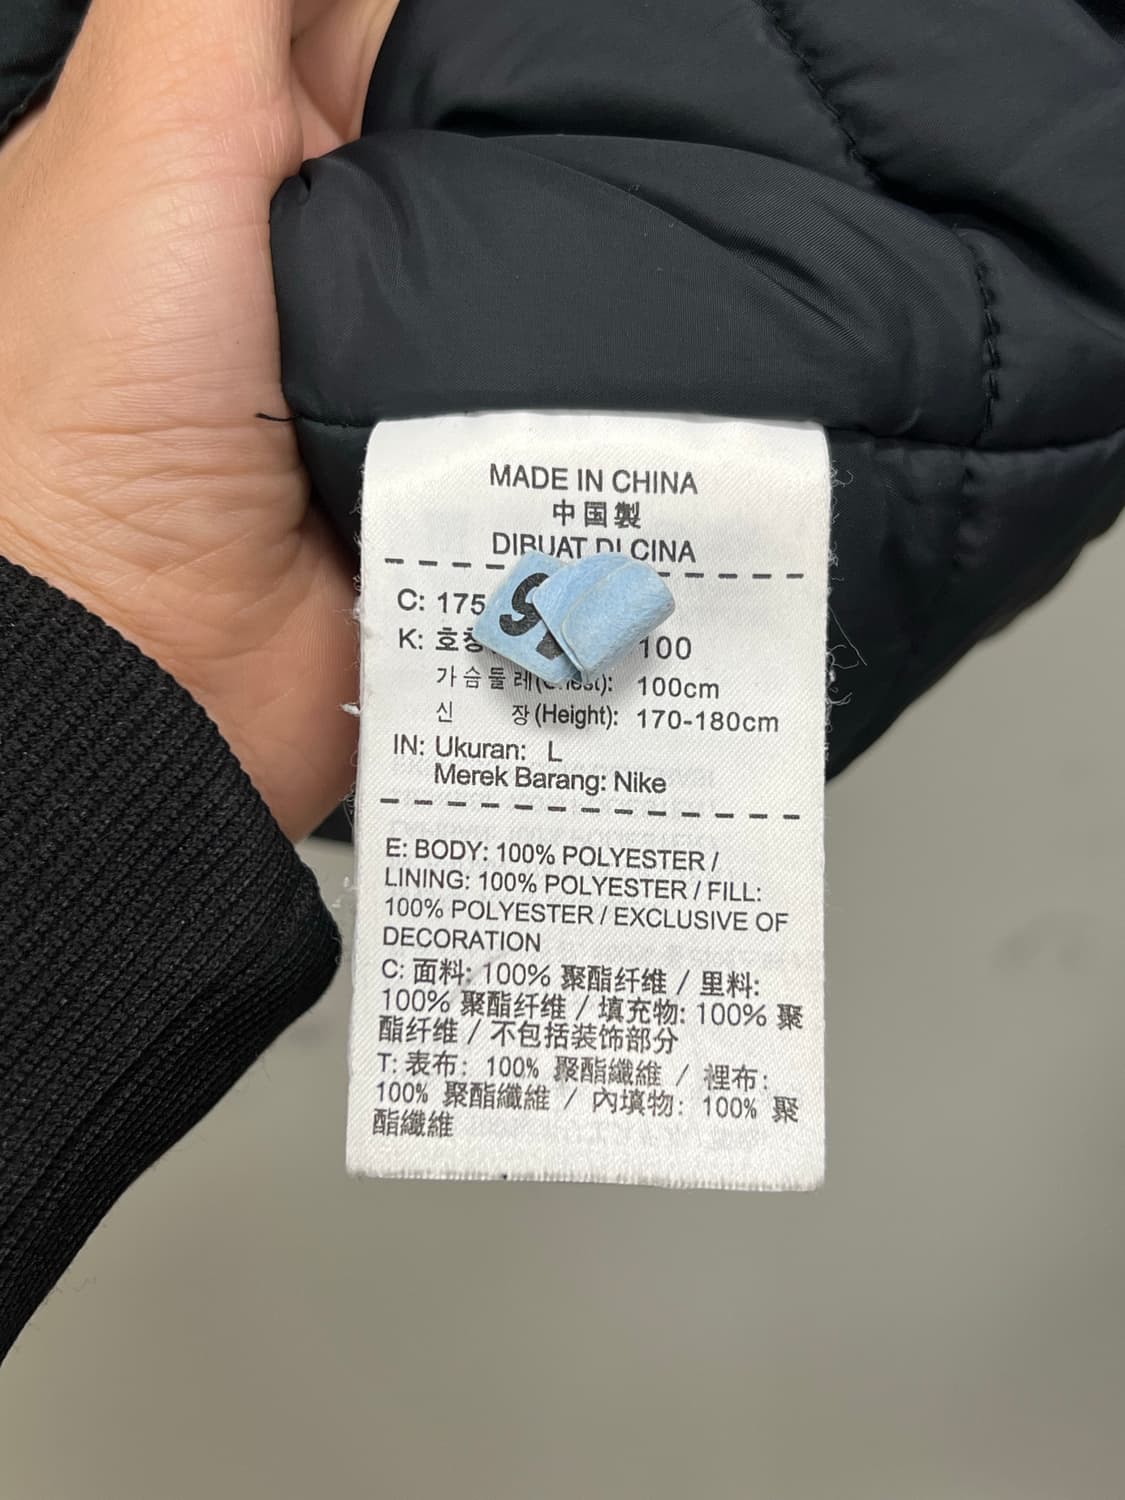 MADE IN CHINA
中国製
DIBUAT DI CINA
C: 175
K: 100
가슴둘레(Chest): 100cm
신 장(Height): 170-180cm
IN: Ukuran: L
Merek Barang: Nike
E: BODY: 100% POLYESTER /
LINING: 100% POLYESTER / FILL:
100% POLYESTER / EXCLUSIVE OF
DECORATION
C: 面料: 100% 聚酯纤维 / 里料:
100% 聚酯纤维 / 填充物: 100% 聚
酯纤维 / 不包括装饰部分
T: 表布: 100% 聚酯纖維 / 裡布:
100% 聚酯纖維 / 內填物: 100% 聚
酯纖維